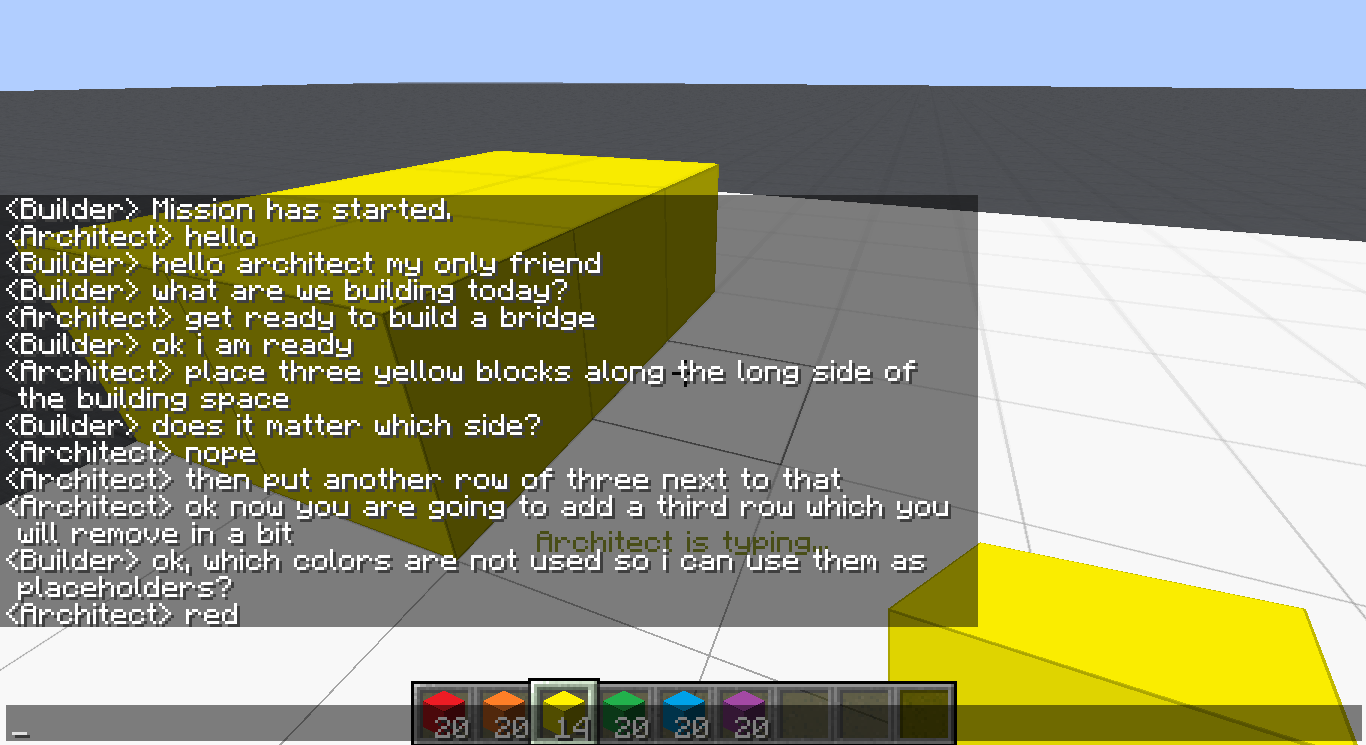 <Builder> Mission has started.
<Architect> hello
<Builder> hello architect my only friend
<Builder> what are we building today?
<Architect> get ready to build a bridge
<Builder> ok i am ready
<Architect> place three yellow blocks along the long side of
the building space
<Builder> does it matter which side?
<Architect> nope
<Architect> then put another row of three next to that
<Architect> ok now you are going to add a third row which you
will remove in a bit
Architect is typing..
<Builder> ok, which colors are not used so i can use them as
placeholders?
<Architect> red
20 20 14 20 20 20
_